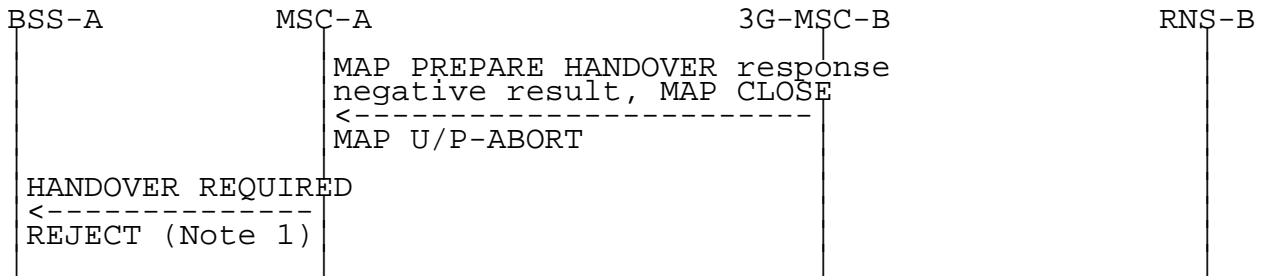 BSS-A MSC-A 3G-MSC-B RNS-B
MAP PREPARE HANDOVER response
negative result, MAP CLOSE
<------------------------
MAP U/P-ABORT
HANDOVER REQUIRED
<--------------
REJECT (Note 1)